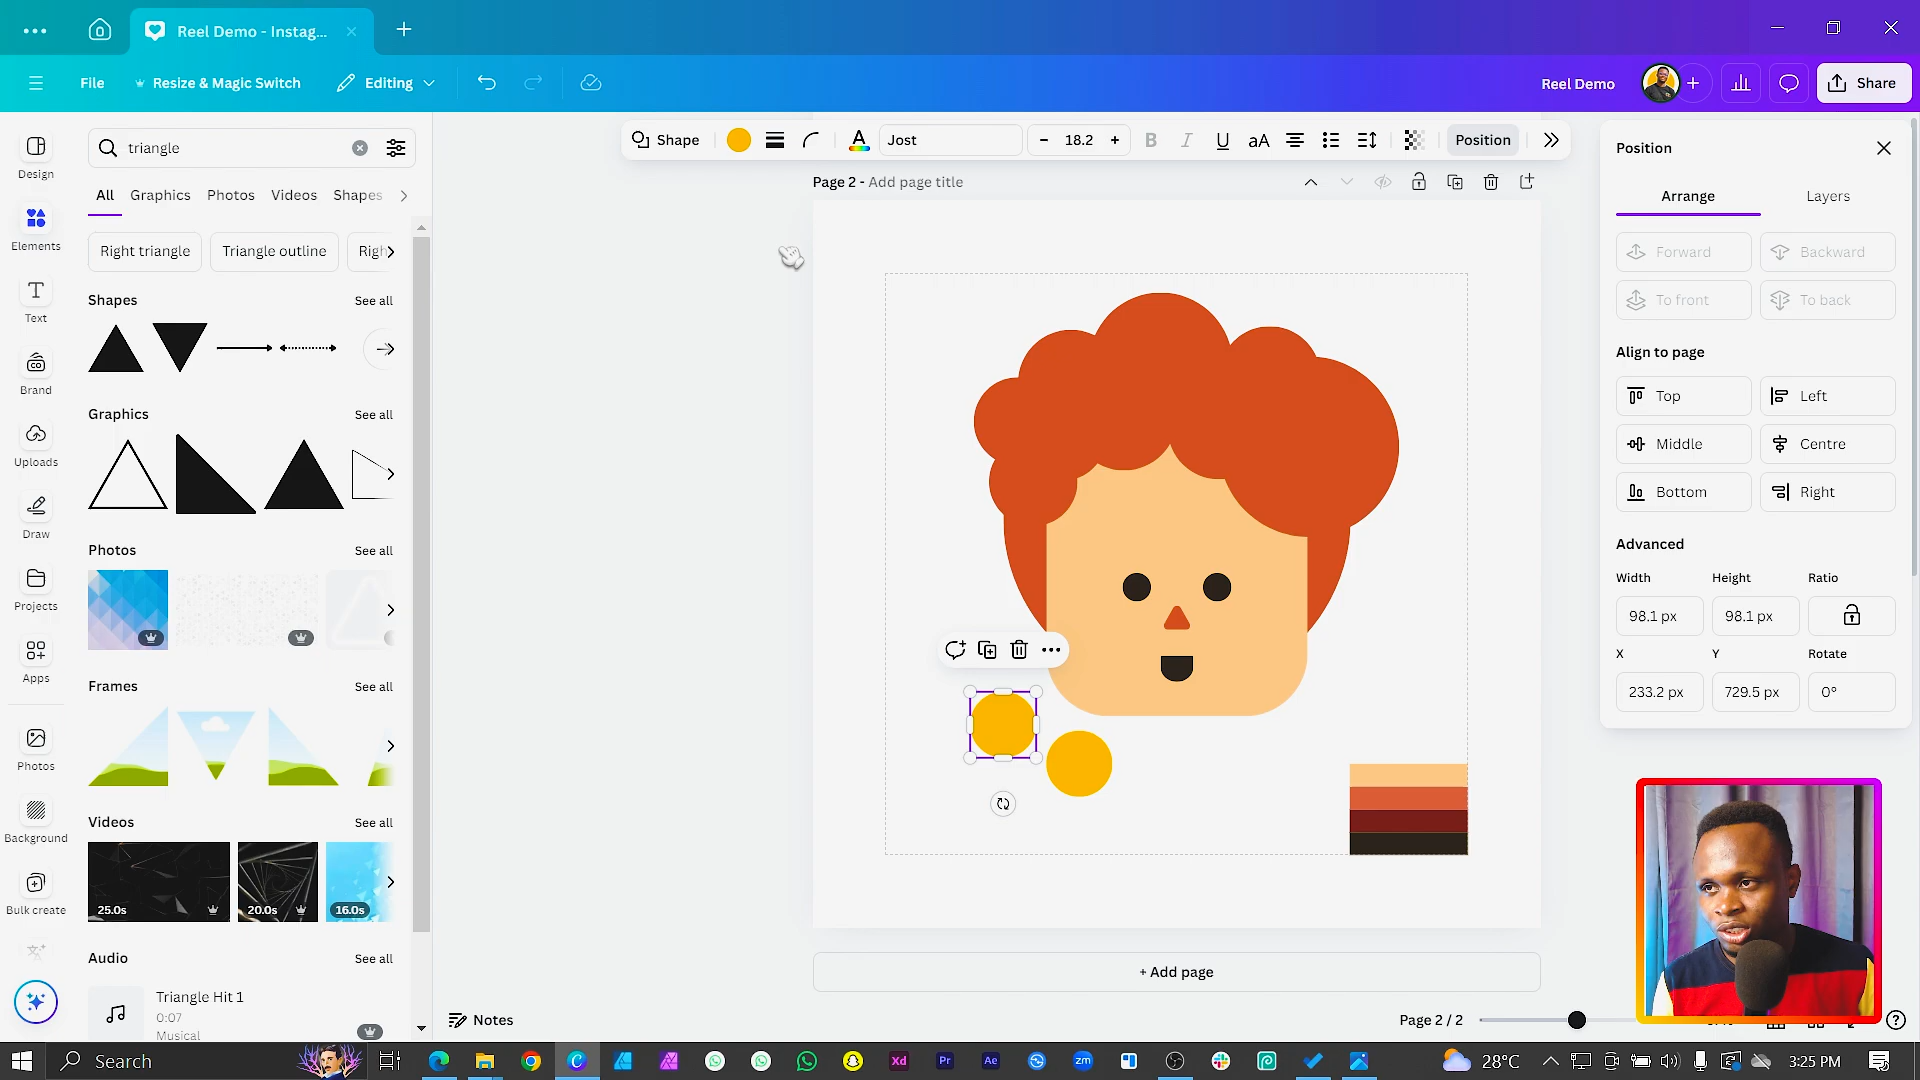 Reel Demo - Instag...
File
Resize & Magic Switch
Editing
Reel Demo
Share
Design
Elements
Text
Brand
Uploads
Draw
Projects
Apps
Photos
Background
Bulk create
triangle
All
Graphics
Photos
Videos
Shapes
Right triangle
Triangle outline
Righ
Shapes
See all
Graphics
See all
Photos
See all
Frames
See all
Videos
See all
25.0s
20.0s
16.0s
Audio
See all
Triangle Hit 1
0:07
Musical
Shape
Jost
- 18.2 +
B I U aA
Position
Page 2 - Add page title
+ Add page
Notes
Page 2 / 2
Position
Arrange
Layers
Forward
Backward
To front
To back
Align to page
Top
Left
Middle
Centre
Bottom
Right
Advanced
Width
Height
Ratio
98.1 px
98.1 px
X
Y
Rotate
233.2 px
729.5 px
0°
Search
Xd
Pr
Ae
zm
28°C
3:25 PM